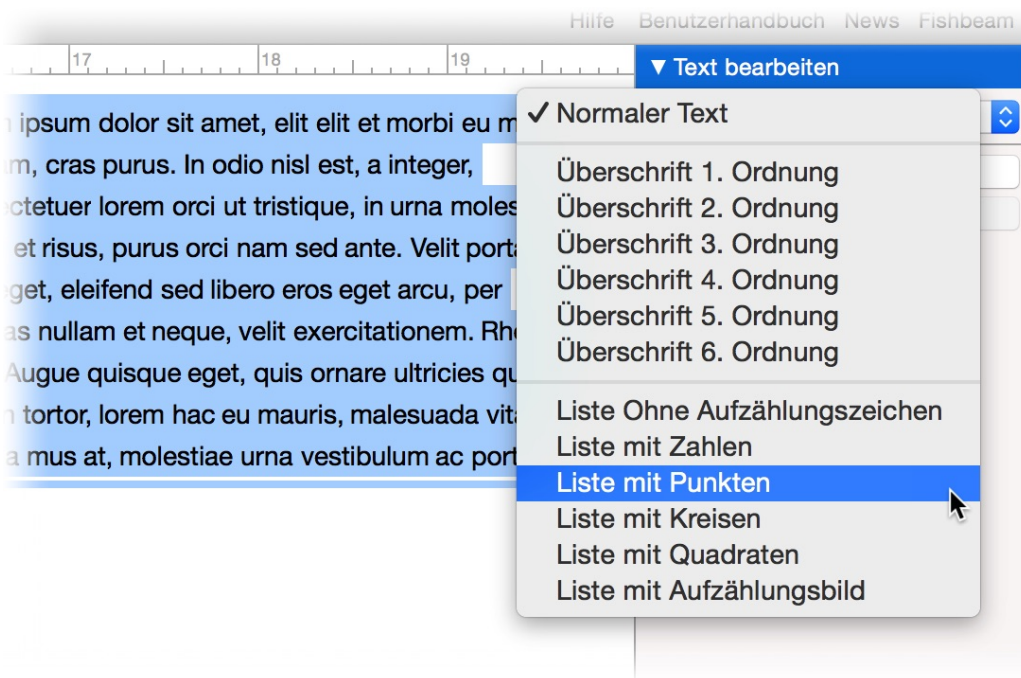 Hilfe Benutzerhandbuch News Fishbeam
17 18 19
▼ Text bearbeiten
ipsum dolor sit amet, elit elit et morbi eu m
m, cras purus. In odio nisl est, a integer,
ctetuer lorem orci ut tristique, in urna moles
et risus, purus orci nam sed ante. Velit port
get, eleifend sed libero eros eget arcu, per
as nullam et neque, velit exercitationem. Rh
Augue quisque eget, quis ornare ultricies qu
tortor, lorem hac eu mauris, malesuada vit
a mus at, molestiae urna vestibulum ac port
✓ Normaler Text
Überschrift 1. Ordnung
Überschrift 2. Ordnung
Überschrift 3. Ordnung
Überschrift 4. Ordnung
Überschrift 5. Ordnung
Überschrift 6. Ordnung
Liste Ohne Aufzählungszeichen
Liste mit Zahlen
Liste mit Punkten
Liste mit Kreisen
Liste mit Quadraten
Liste mit Aufzählungsbild